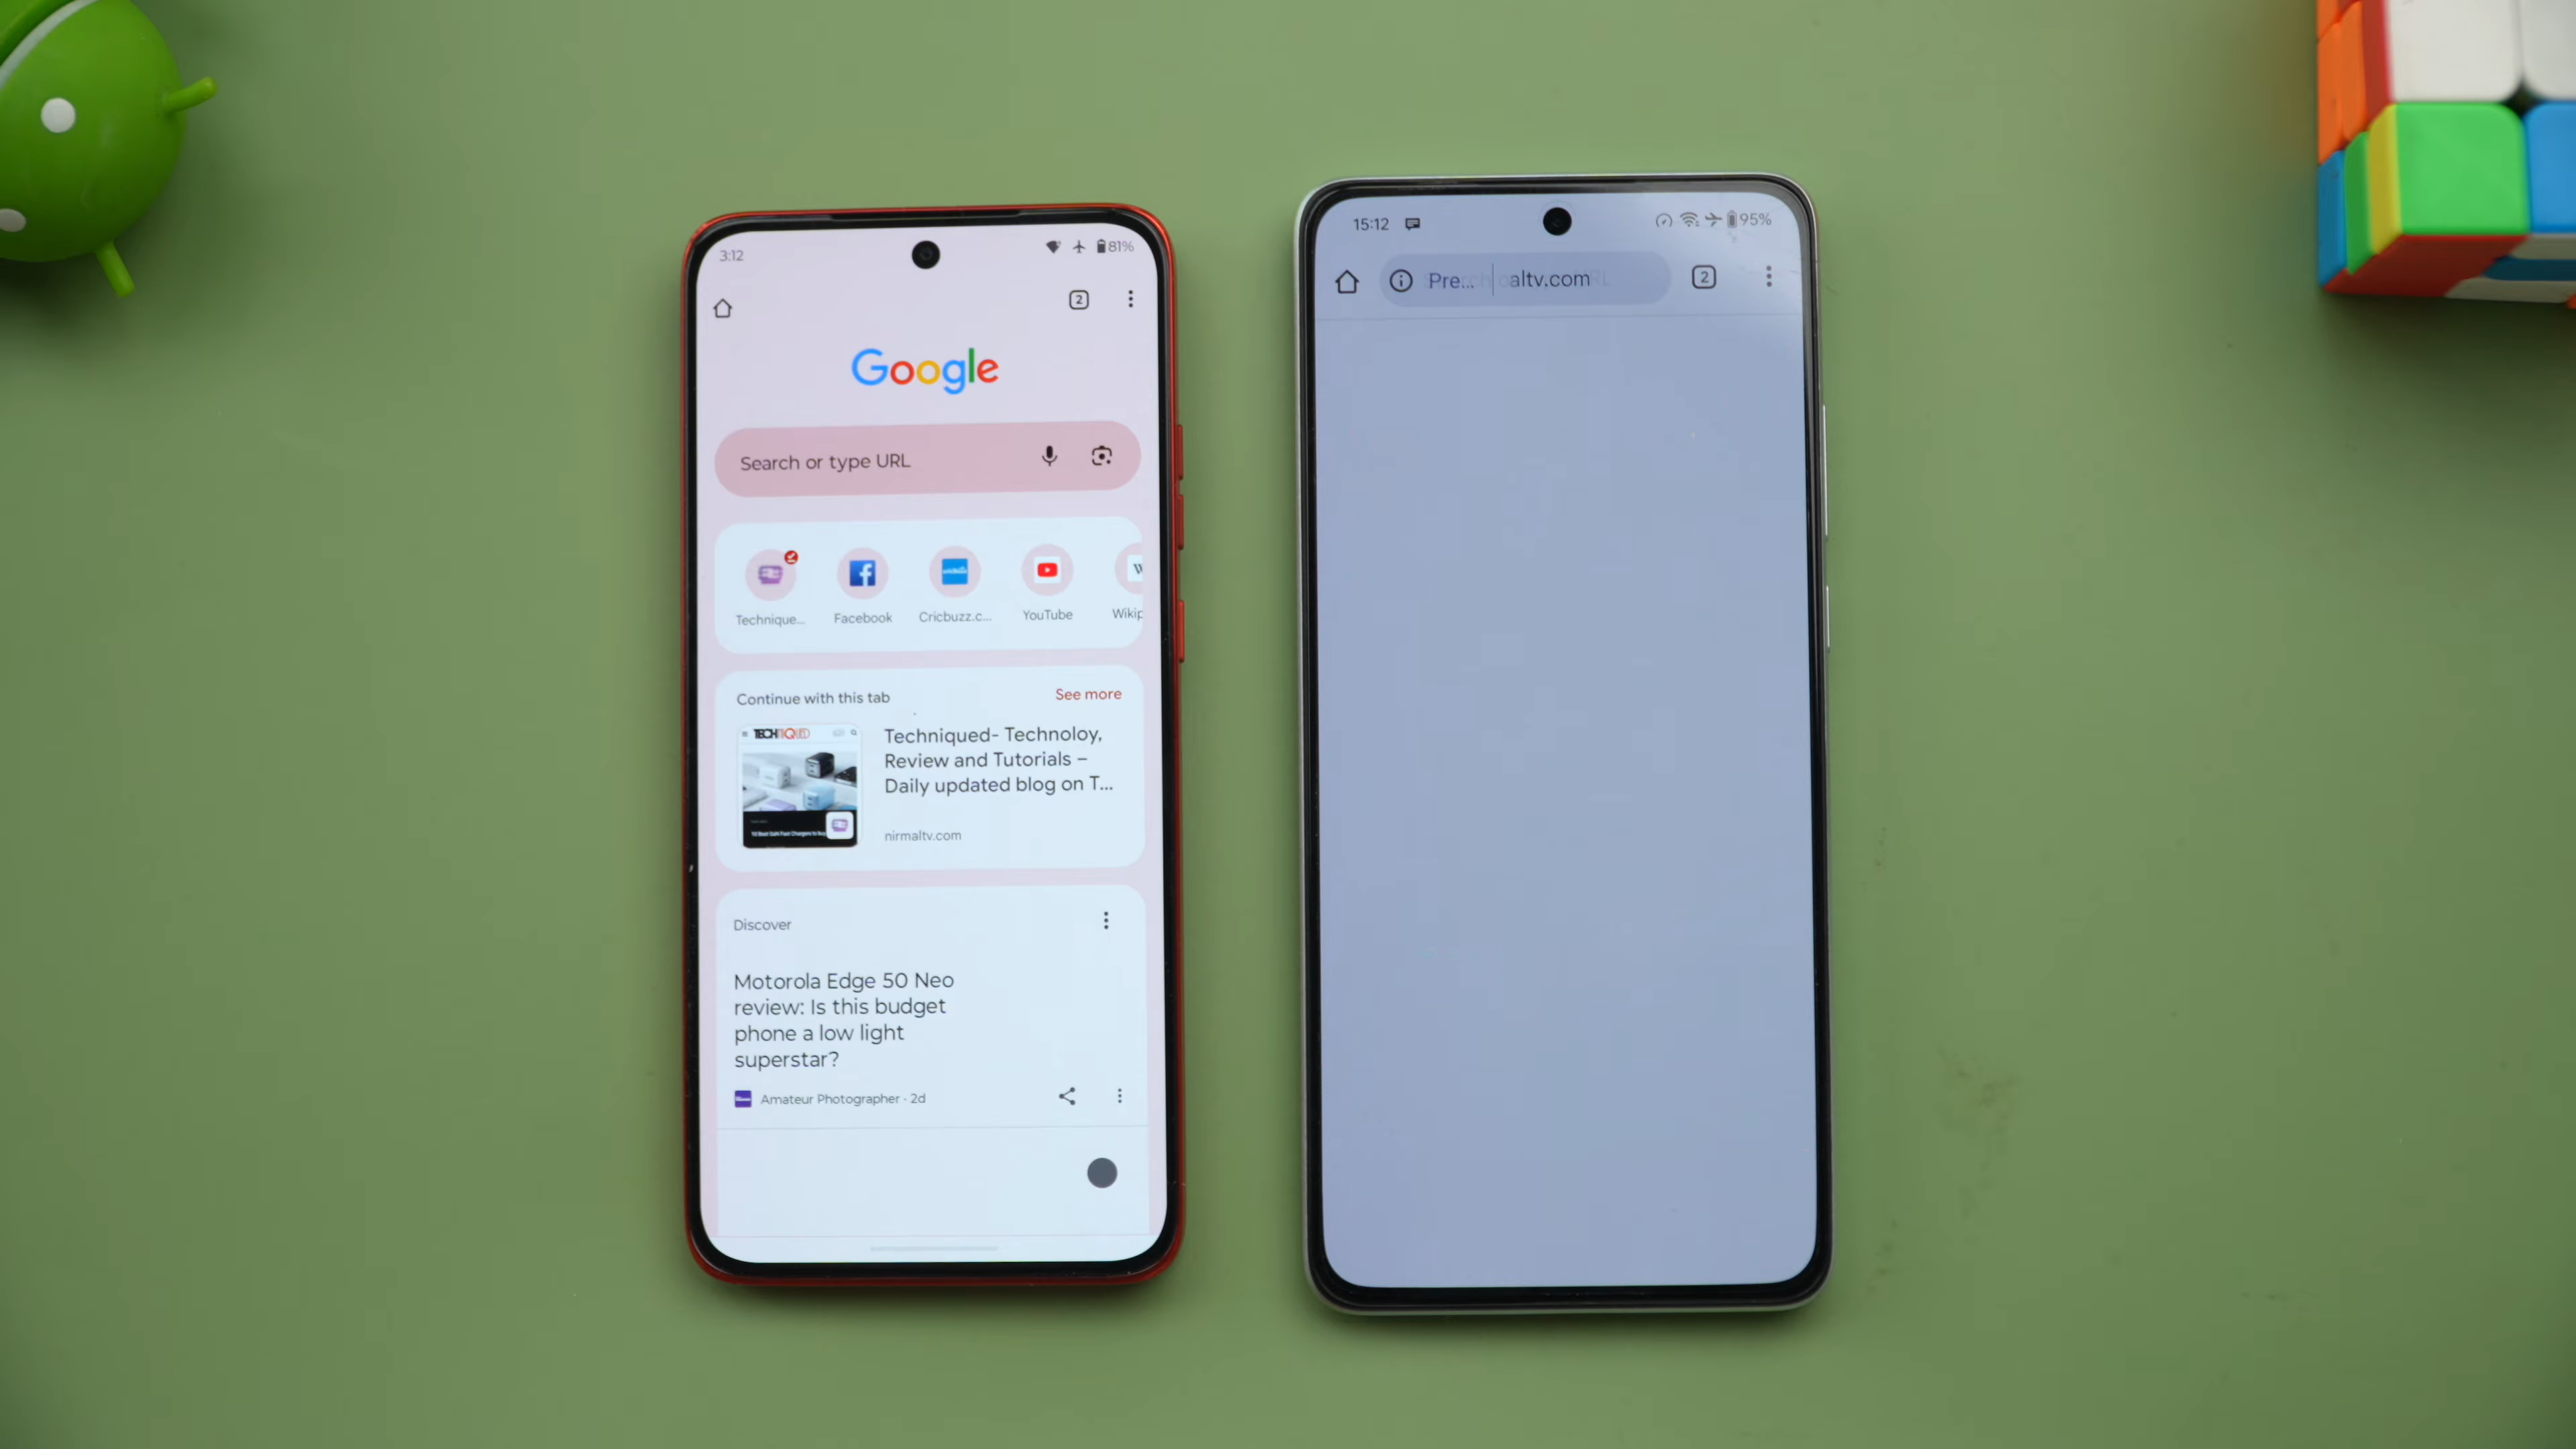 3:12
81%
2
Google
Search or type URL
Technique...
Facebook
Cricbuzz.c...
YouTube
Wikip
Continue with this tab
See more
TECHNIQUED
Techniqued- Technoloy,
Review and Tutorials –
Daily updated blog on T...
nirmaltv.com
Discover
Motorola Edge 50 Neo
review: Is this budget
phone a low light
superstar?
Amateur Photographer · 2d
15:12
95%
Pre...
altv.com
2